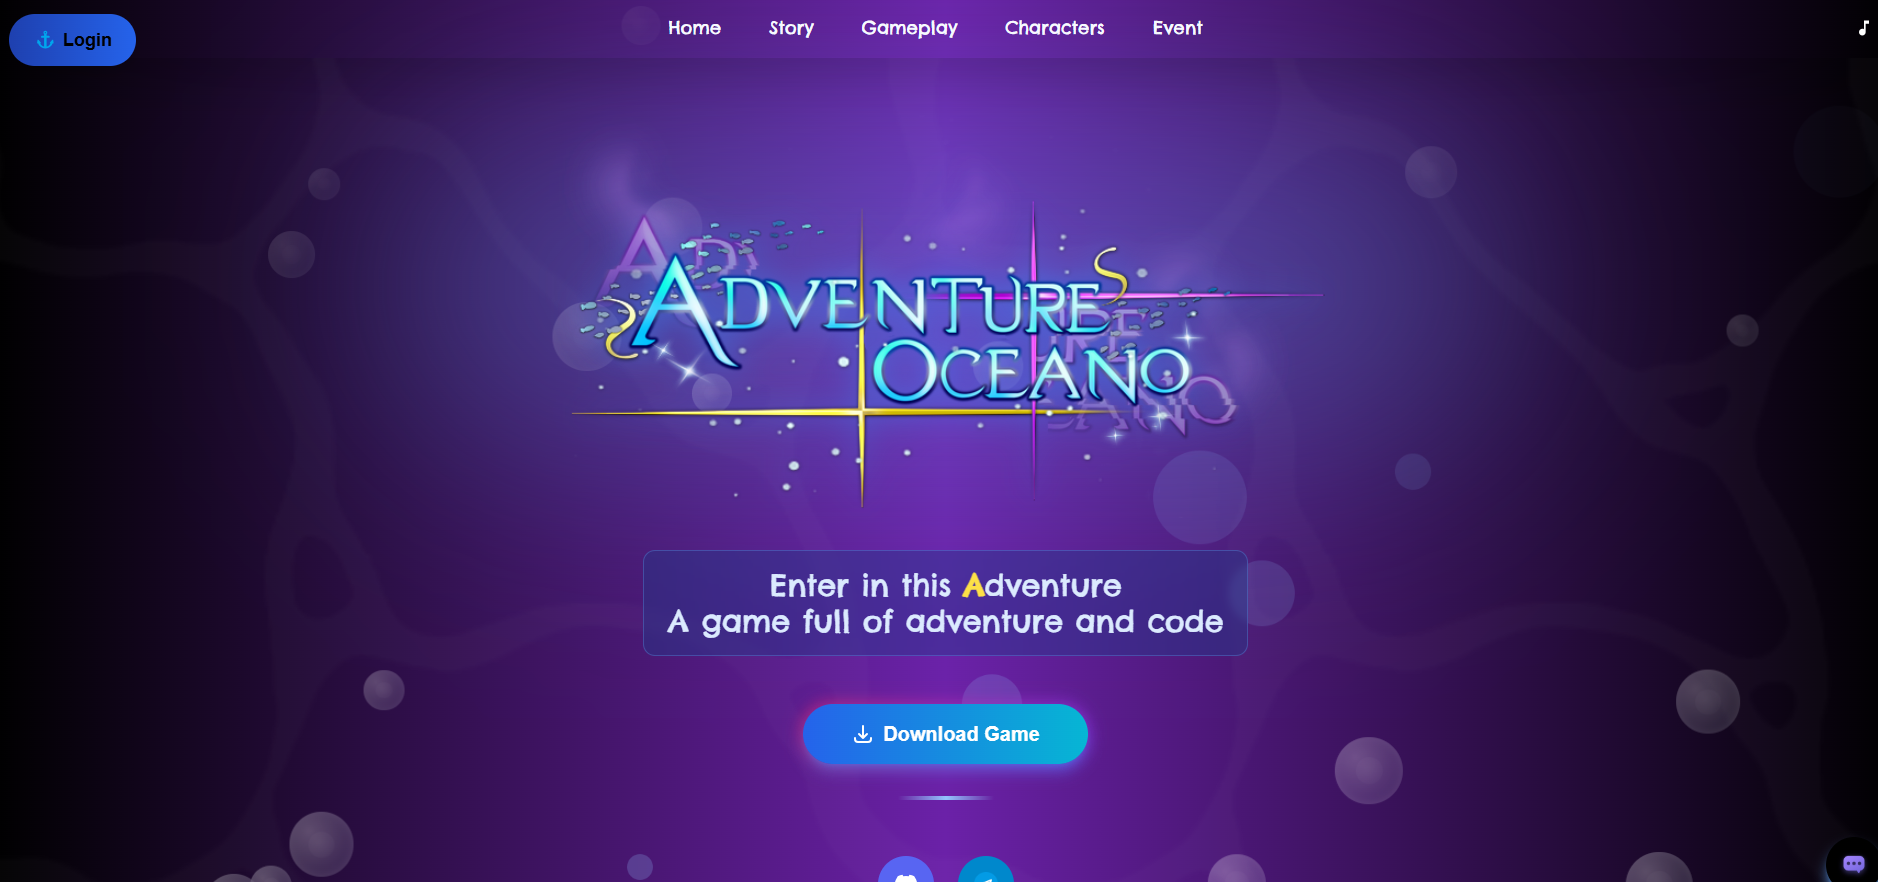 Login
Home
Story
Gameplay
Characters
Event
ADVENTURE
OCEANO
Enter in this Adventure
A game full of adventure and code
Download Game